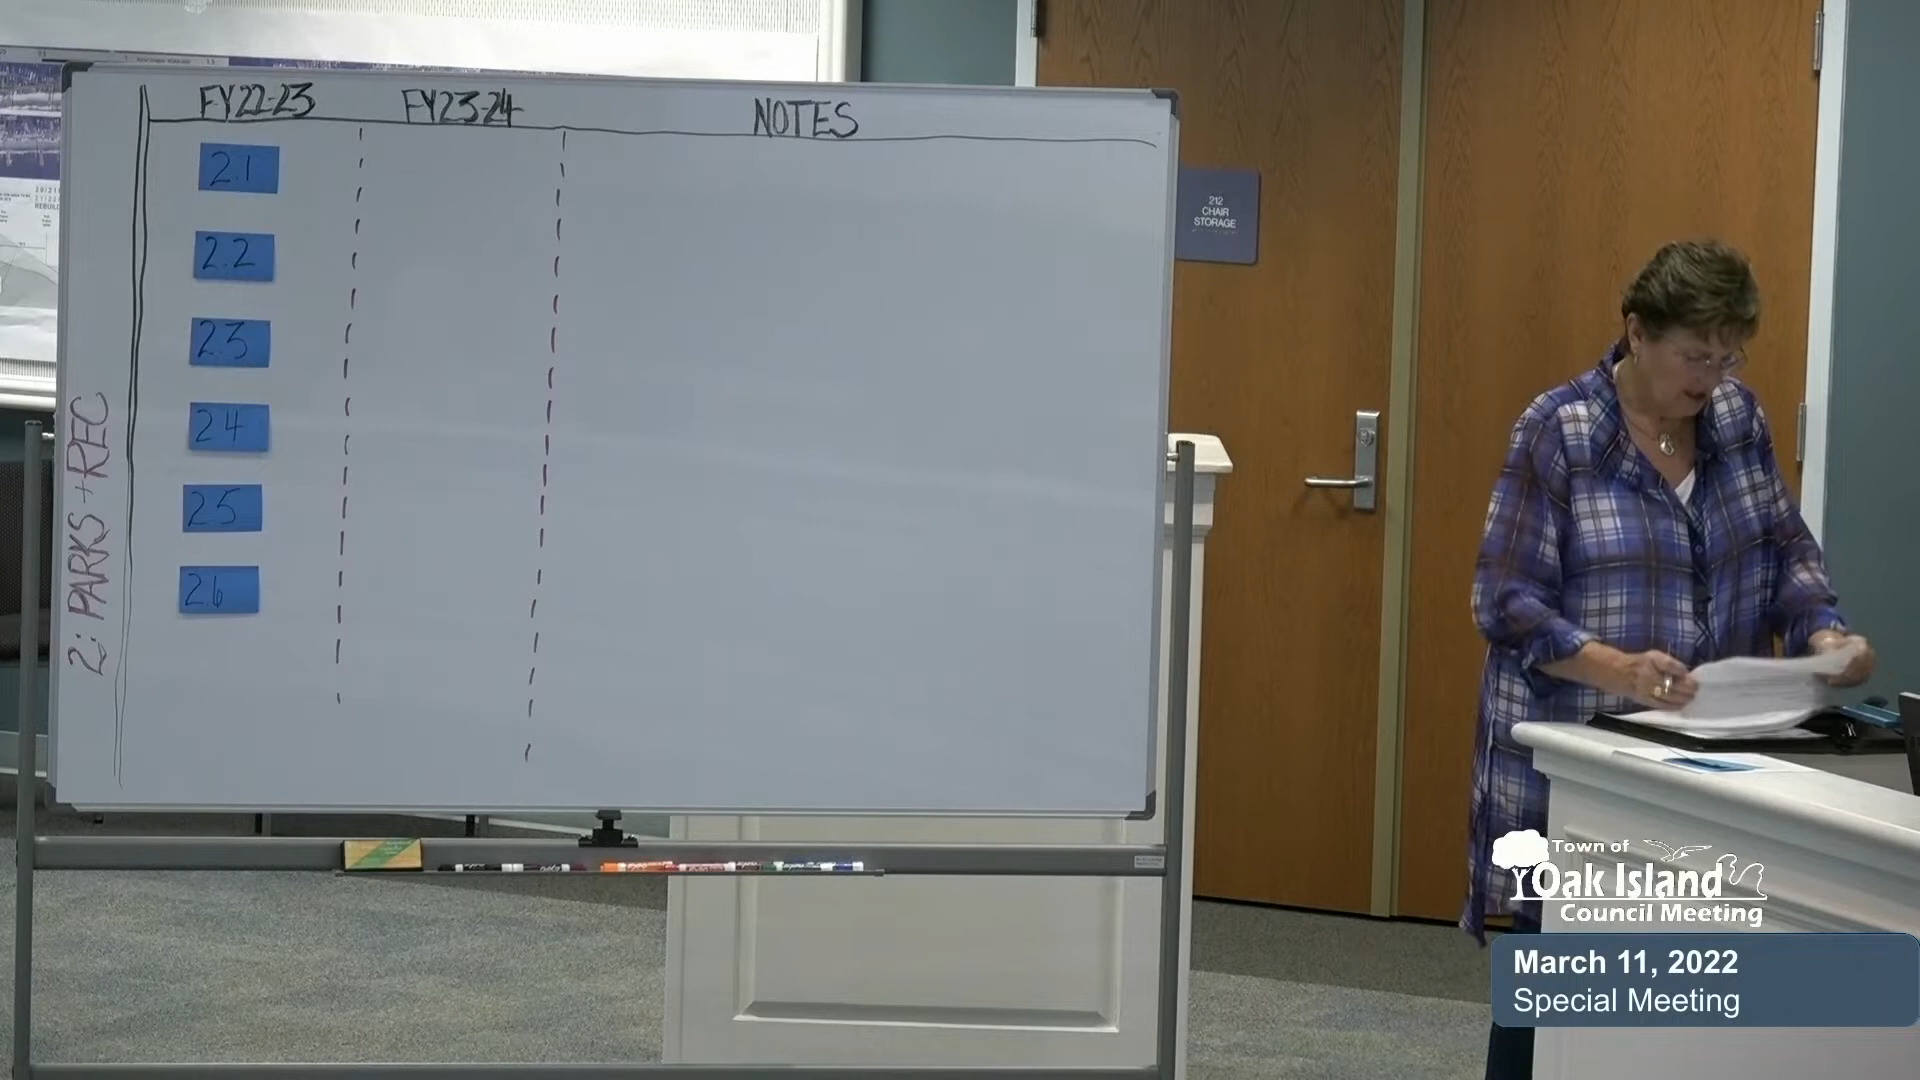 FY22-23 FY23-24 NOTES
2.1
2.2
2.3
2.4
2.5
2.6
2: PARKS + REC
212
CHAIR
STORAGE
Town of
Oak Island
Council Meeting
March 11, 2022
Special Meeting